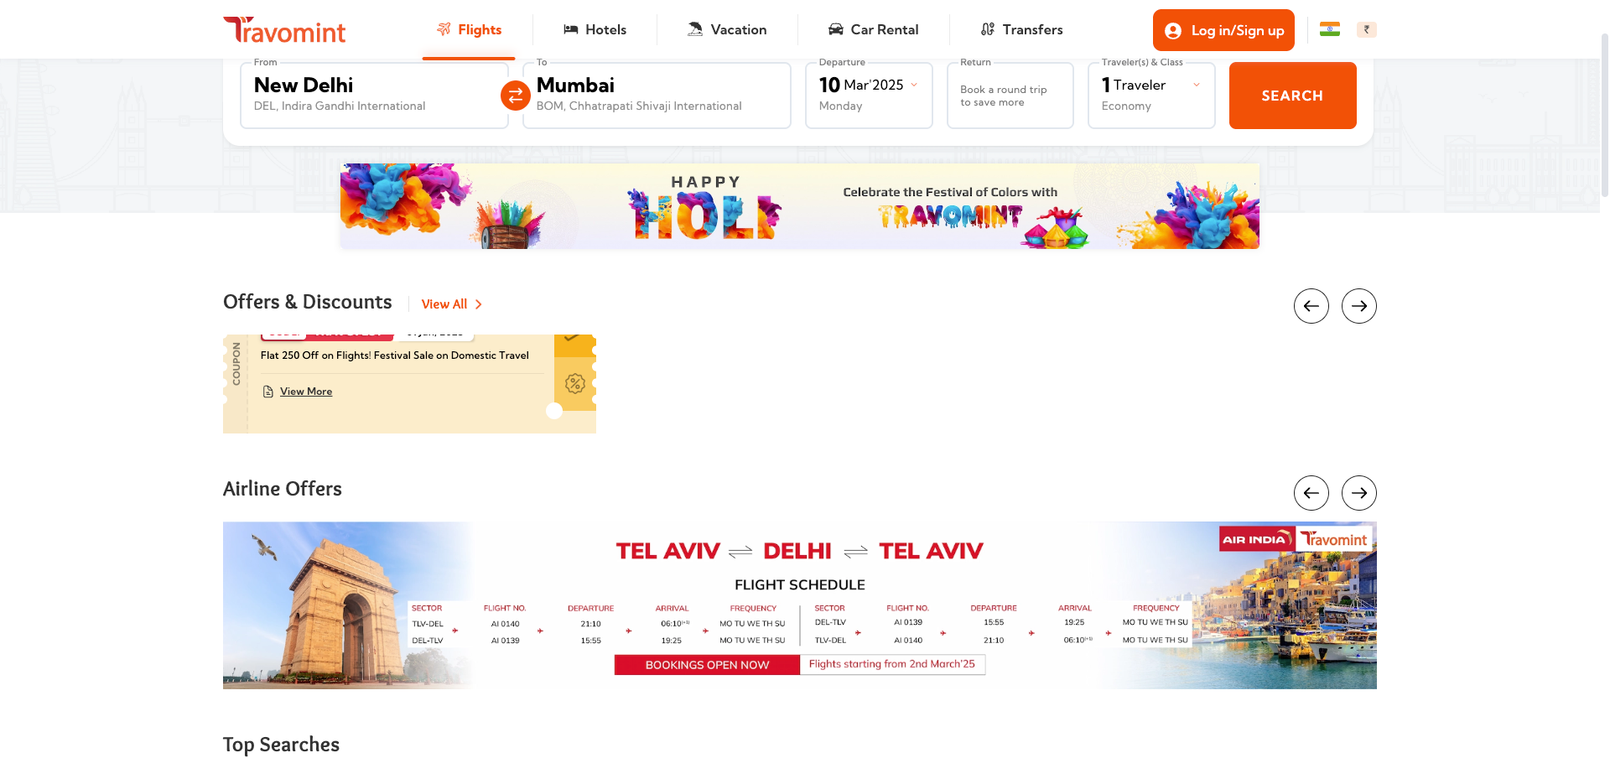 Travomint
Flights
Hotels
Vacation
Car Rental
Transfers
Log in/Sign up
₹
From
New Delhi
DEL, Indira Gandhi International
To
Mumbai
BOM, Chhatrapati Shivaji International
Departure
10 Mar'2025
Monday
Return
Book a round trip
to save more
Traveler(s) & Class
1 Traveler
Economy
SEARCH
HAPPY
HOLI
Celebrate the Festival of Colors with
TRAVOMINT
Offers & Discounts
View All
COUPON
Flat 250 Off on Flights! Festival Sale on Domestic Travel
View More
Airline Offers
AIR INDIA
Travomint
TEL AVIV DELHI TEL AVIV
FLIGHT SCHEDULE
SECTOR FLIGHT NO. DEPARTURE ARRIVAL FREQUENCY SECTOR FLIGHT NO. DEPARTURE ARRIVAL FREQUENCY
TLV-DEL AI 0140 21:10 06:10 MO TU WE TH SU DEL-TLV AI 0139 15:55 19:25 MO TU WE TH SU
DEL-TLV AI 0139 15:55 19:25 MO TU WE TH SU TLV-DEL AI 0140 21:10 06:10 MO TU WE TH SU
BOOKINGS OPEN NOW Flights starting from 2nd March'25
Top Searches